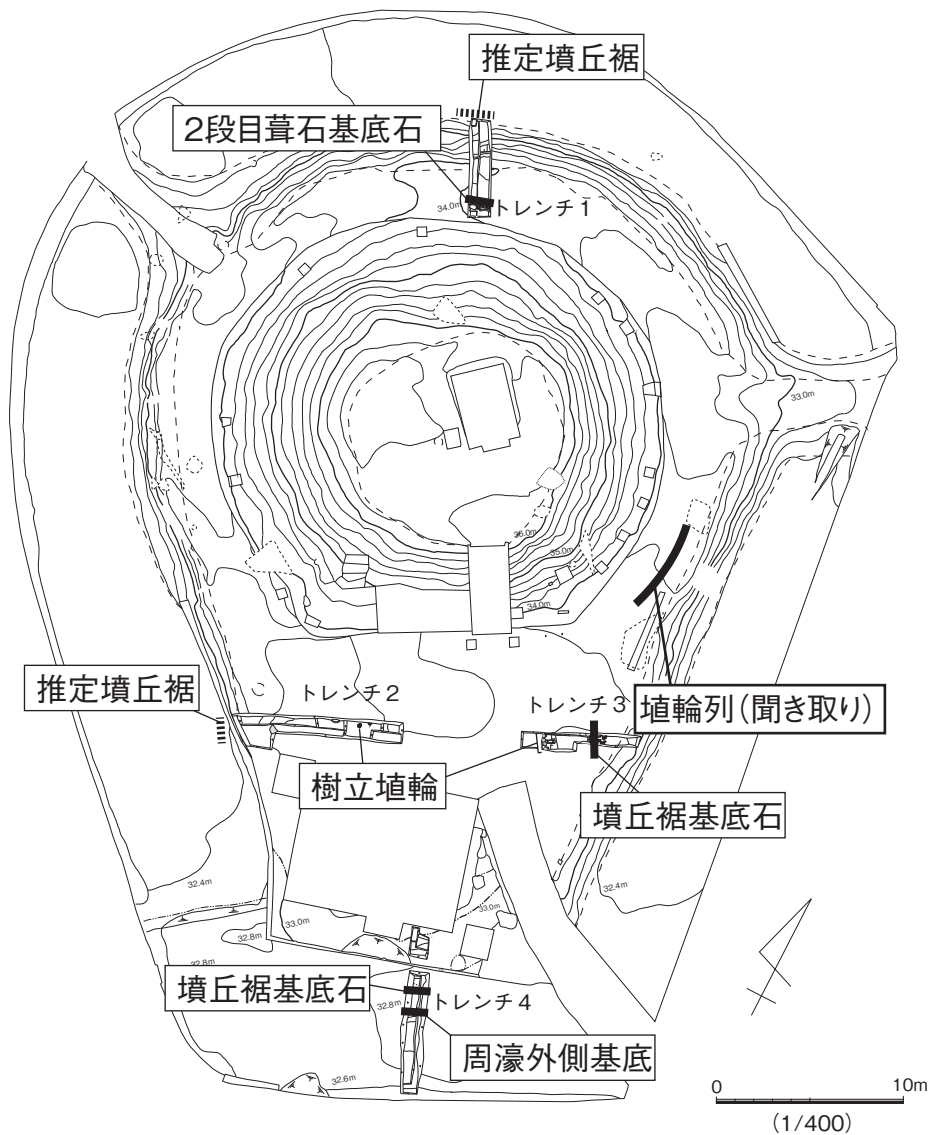 推定墳丘裾
2段目葺石基底石
34.0m
トレンチ1
33.0m
36.0m
35.0m
34.0m
推定墳丘裾
トレンチ2
トレンチ3
埴輪列(聞き取り)
樹立埴輪
墳丘裾基底石
32.4m
32.4m
33.0m
33.0m
32.8m
32.8m
墳丘裾基底石
32.8m
トレンチ4
周濠外側基底
32.6m
0
10m
(1/400)